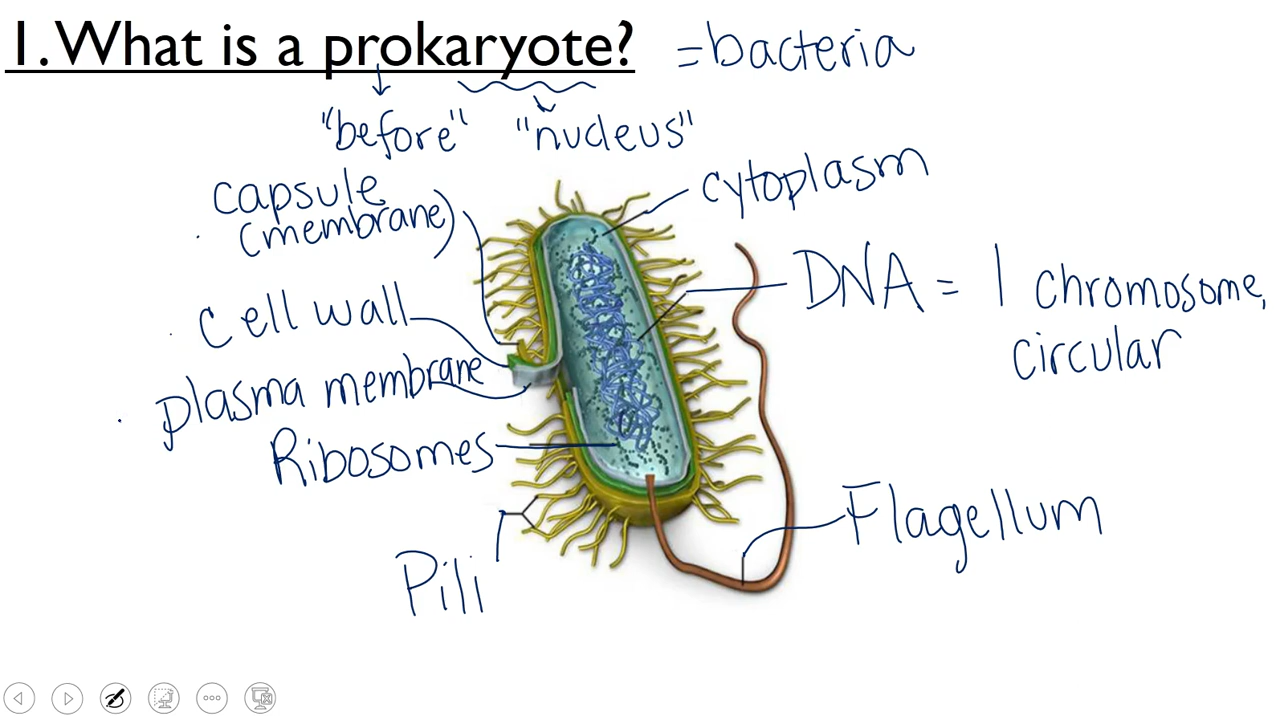 1. What is a prokaryote? = bacteria
"before" "nucleus"
capsule
(membrane)
cytoplasm
DNA = 1 chromosome,
circular
cell wall
plasma membrane
Ribosomes
Flagellum
Pili